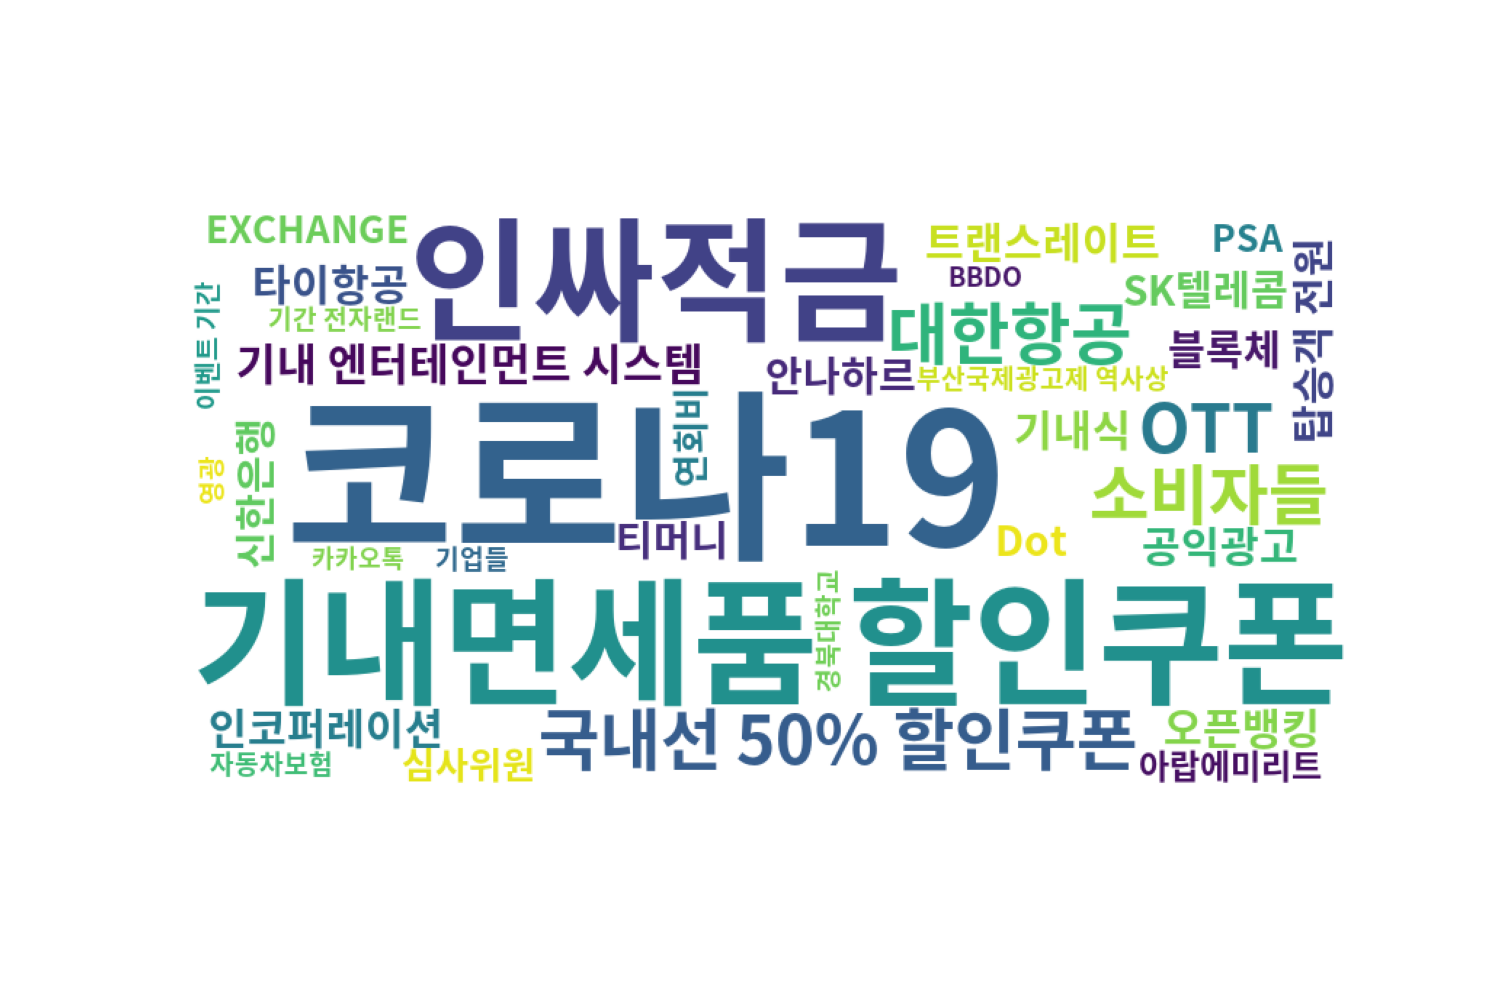 EXCHANGE
인싸적금
트랜스레이트
PSA
타이항공
BBDO
SK텔레콤
탑승객 전원
이벤트 기간
기간 전자랜드
대한항공
블록체
기내 엔터테인먼트 시스템
안나하르
부산국제광고제 역사상
코로나19
연회비
기내식
OTT
신한은행
영광
소비자들
티머니
Dot
공익광고
카카오톡
기업들
기내면세품 할인쿠폰
경북대학교
인코퍼레이션
국내선 50% 할인쿠폰
오픈뱅킹
자동차보험
심사위원
아랍에미리트